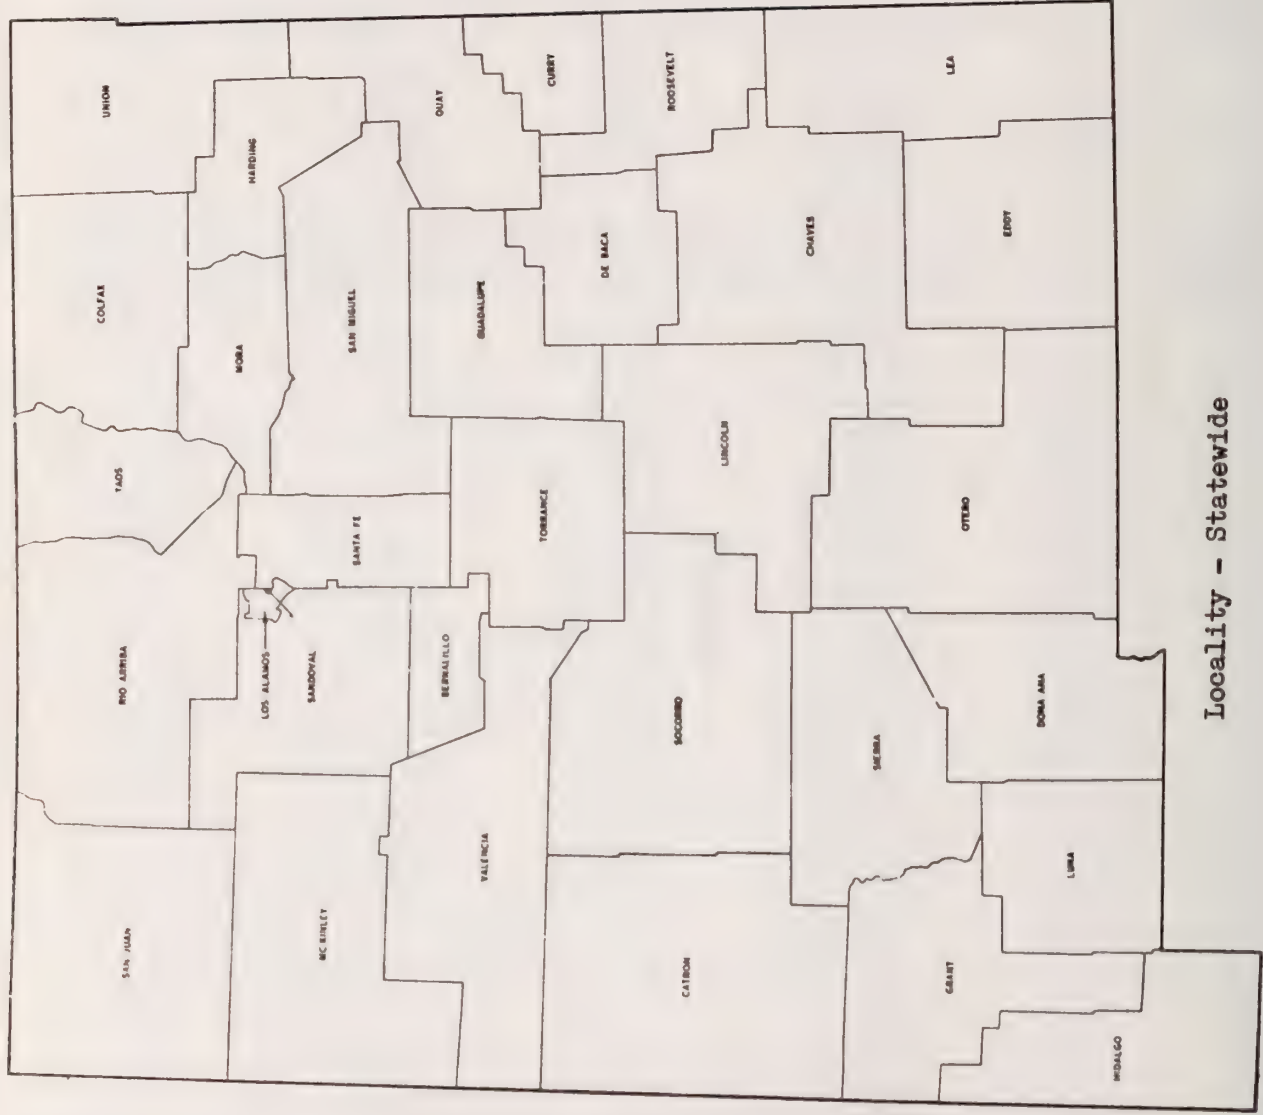 SAN JUAN
RIO ARRIBA
TAOS
COLFAX
UNION
MORA
HARDING
LOS ALAMOS
SANDOVAL
SANTA FE
SAN MIGUEL
MC KINLEY
BERNALILLO
QUAY
VALENCIA
TORRANCE
GUADALUPE
CURRY
DE BACA
ROOSEVELT
CATRON
SOCORRO
LINCOLN
CHAVES
SIERRA
OTERO
LEA
GRANT
DONA ANA
EDDY
LUNA
HIDALGO
Locality - Statewide